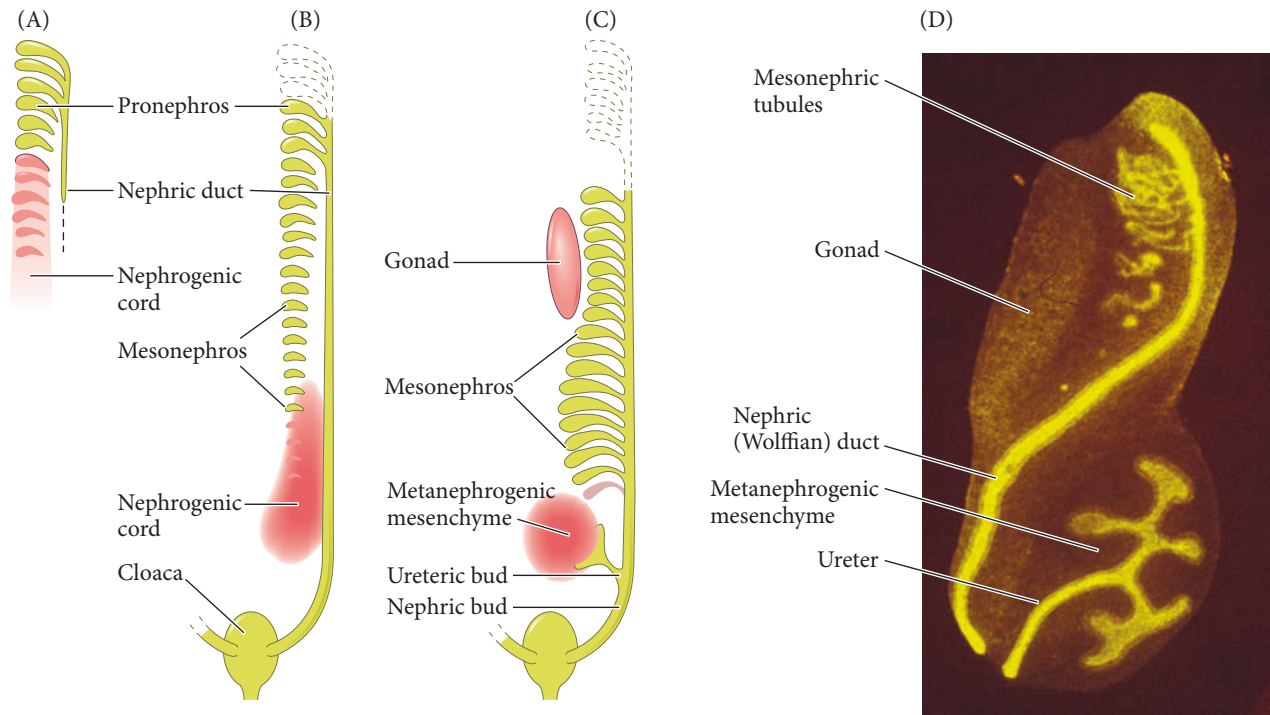 (A)
(B)
(C)
(D)
Pronephros
Nephric duct
Nephrogenic
cord
Mesonephros
Nephrogenic
cord
Cloaca
Gonad
Mesonephros
Metanephrogenic
mesenchyme
Ureteric bud
Nephric bud
Mesonephric
tubules
Gonad
Nephric
(Wolffian) duct
Metanephrogenic
mesenchyme
Ureter